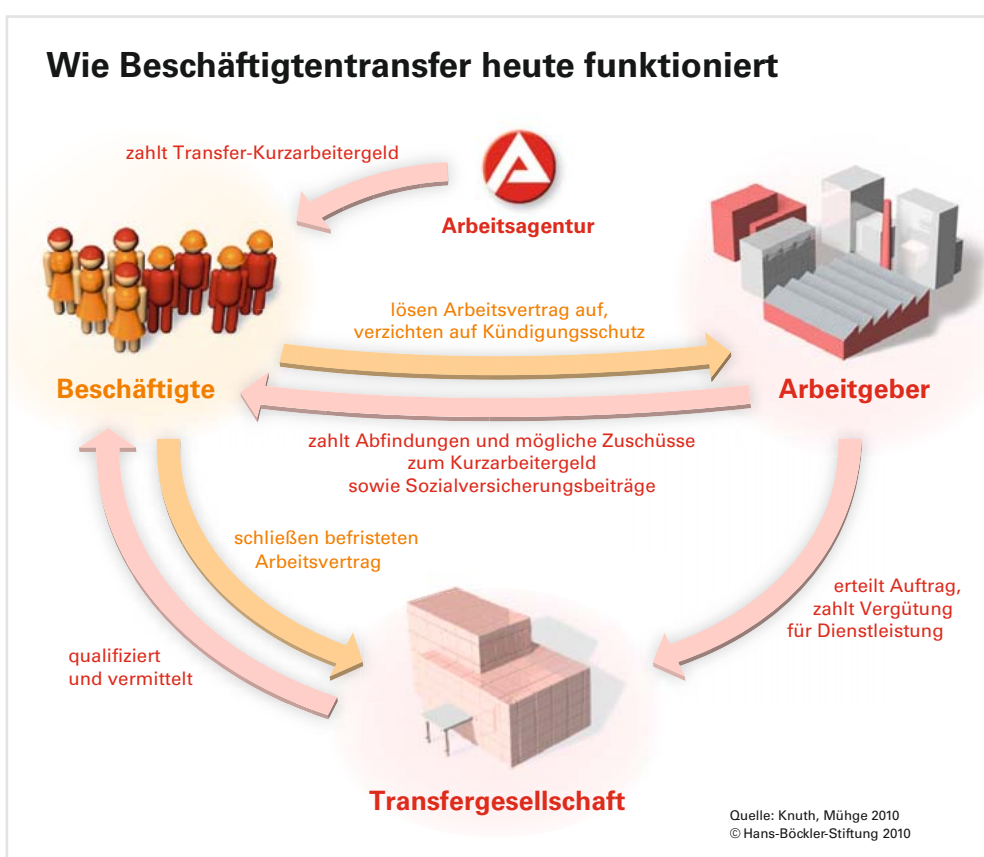 Wie Beschäftigtentransfer heute funktioniert
zahlt Transfer-Kurzarbeitergeld
Arbeitsagentur
lösen Arbeitsvertrag auf,
verzichten auf Kündigungsschutz
Beschäftigte
Arbeitgeber
zahlt Abfindungen und mögliche Zuschüsse
zum Kurzarbeitergeld
sowie Sozialversicherungsbeiträge
schließen befristeten
Arbeitsvertrag
erteilt Auftrag,
zahlt Vergütung
für Dienstleistung
qualifiziert
und vermittelt
Transfergesellschaft
Quelle: Knuth, Mühge 2010
© Hans-Böckler-Stiftung 2010